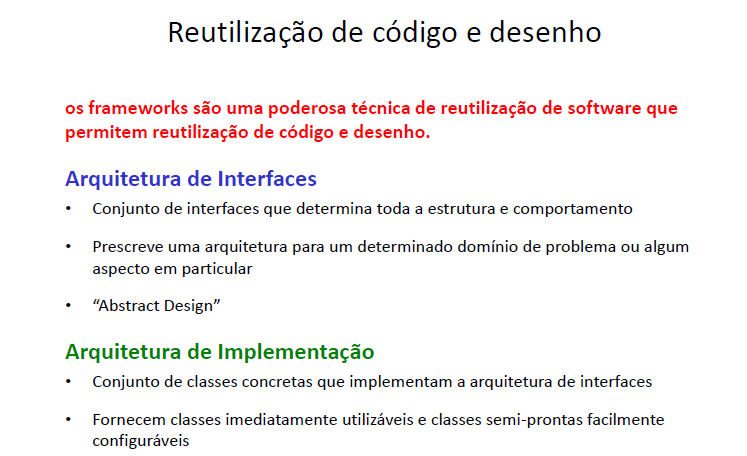 Reutilização de código e desenho
os frameworks são uma poderosa técnica de reutilização de software que
permitem reutilização de código e desenho.
Arquitetura de Interfaces
• Conjunto de interfaces que determina toda a estrutura e comportamento
• Prescreve uma arquitetura para um determinado domínio de problema ou algum
aspecto em particular
• “Abstract Design”
Arquitetura de Implementação
• Conjunto de classes concretas que implementam a arquitetura de interfaces
• Fornecem classes imediatamente utilizáveis e classes semi-prontas facilmente
configuráveis